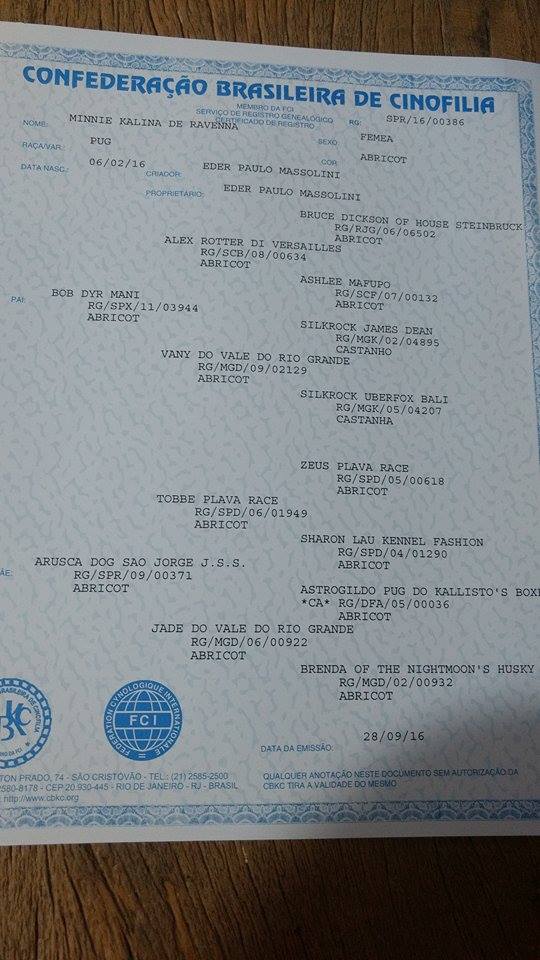 CONFEDERAÇÃO BRASILEIRA DE CINOFILIA
MEMBRO DA FCI
SERVIÇO DE REGISTRO GENEALÓGICO
CERTIFICADO DE REGISTRO
RG: SPR/16/00386
NOME: MINNIE KALINA DE RAVENNA
SEXO FEMEA
RAÇA/VAR.: PUG
COR ABRICOT
DATA NASC.: 06/02/16
CRIADOR: EDER PAULO MASSOLINI
PROPRIETÁRIO: EDER PAULO MASSOLINI
BRUCE DICKSON OF HOUSE STEINBRUCK
RG/RJG/06/06502
ABRICOT
ALEX ROTTER DI VERSAILLES
RG/SCB/08/00634
ABRICOT
ASHLEE MAFUPO
RG/SCF/07/00132
ABRICOT
PAI: BOB DYR MANI
RG/SPX/11/03944
ABRICOT
SILKROCK JAMES DEAN
RG/MGK/02/04895
CASTANHO
VANY DO VALE DO RIO GRANDE
RG/MGD/09/02129
ABRICOT
SILKROCK UBERFOX BALI
RG/MGK/05/04207
CASTANHA
ZEUS PLAVA RACE
RG/SPD/05/00618
ABRICOT
TOBBE PLAVA RACE
RG/SPD/06/01949
ABRICOT
SHARON LAU KENNEL FASHION
RG/SPD/04/01290
ABRICOT
ÃE: ARUSCA DOG SAO JORGE J.S.S.
RG/SPR/09/00371
ABRICOT
ASTROGILDO PUG DO KALLISTO'S BOXE
*CA* RG/DFA/05/00036
ABRICOT
JADE DO VALE DO RIO GRANDE
RG/MGD/06/00922
ABRICOT
BRENDA OF THE NIGHTMOON'S HUSKY
RG/MGD/02/00932
ABRICOT
FEDERATION CYNOLOGIQUE INTERNATIONALE
FCI
DATA DA EMISSÃO: 28/09/16
TON PRADO, 74 - SÃO CRISTÓVÃO - TEL.: (21) 2585-2500
2580-8178 - CEP 20.930-445 - RIO DE JANEIRO - RJ - BRASIL
http://www.cbkc.org
QUALQUER ANOTAÇÃO NESTE DOCUMENTO SEM AUTORIZAÇÃO DA
CBKC TIRA A VALIDADE DO MESMO